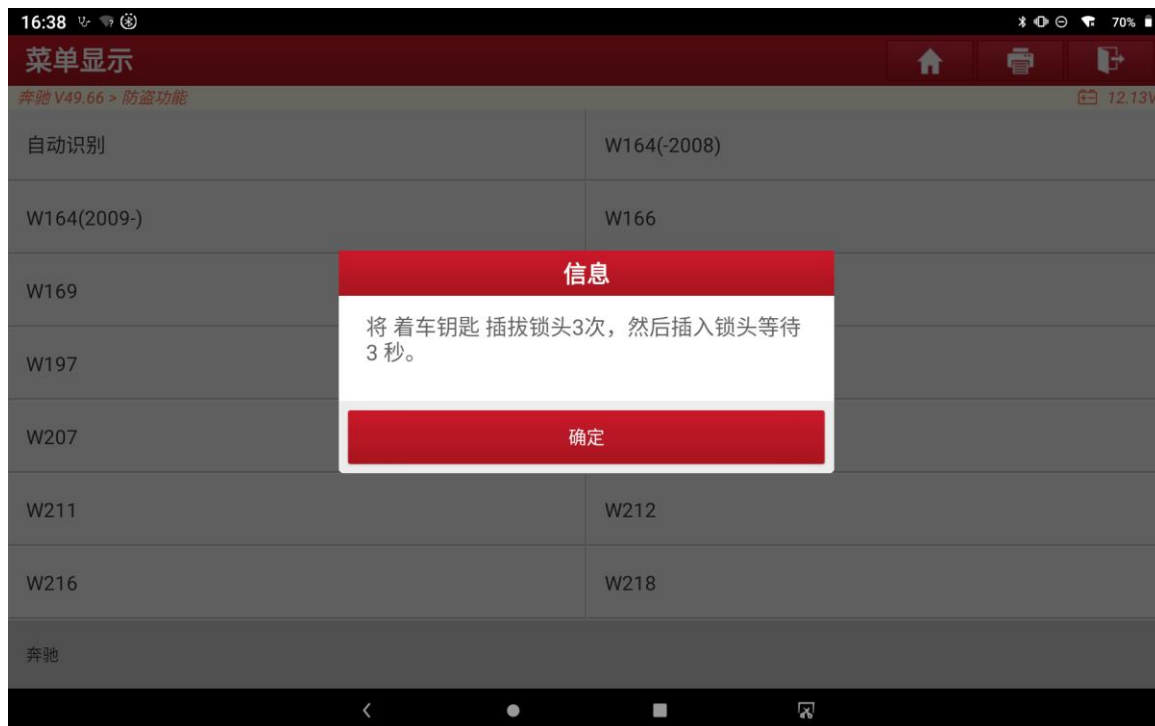 16:38
70%
菜单显示
奔驰 V49.66 > 防盗功能
12.13V
自动识别
W164(-2008)
W164(2009-)
W166
信息
W169
将 着车钥匙 插拔锁头3次，然后插入锁头等待
3 秒。
W197
W207
确定
W211
W212
W216
W218
奔驰